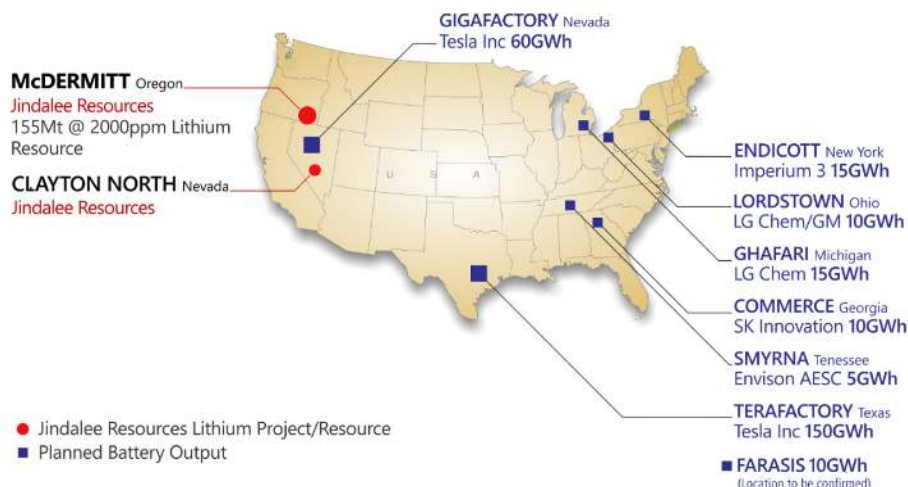 GIGAFACTORY Nevada
Tesla Inc 60GWh
McDERMITT Oregon
Jindalee Resources
155Mt @ 2000ppm Lithium
Resource
CLAYTON NORTH Nevada
Jindalee Resources
U S A
ENDICOTT New York
Imperium 3 15GWh
LORDSTOWN Ohio
LG Chem/GM 10GWh
GHAFARI Michigan
LG Chem 15GWh
COMMERCE Georgia
SK Innovation 10GWh
SMYRNA Tenessee
Envison AESC 5GWh
TERAFACTORY Texas
Tesla Inc 150GWh
FARASIS 10GWh
(Location to be confirmed)
Jindalee Resources Lithium Project/Resource
Planned Battery Output